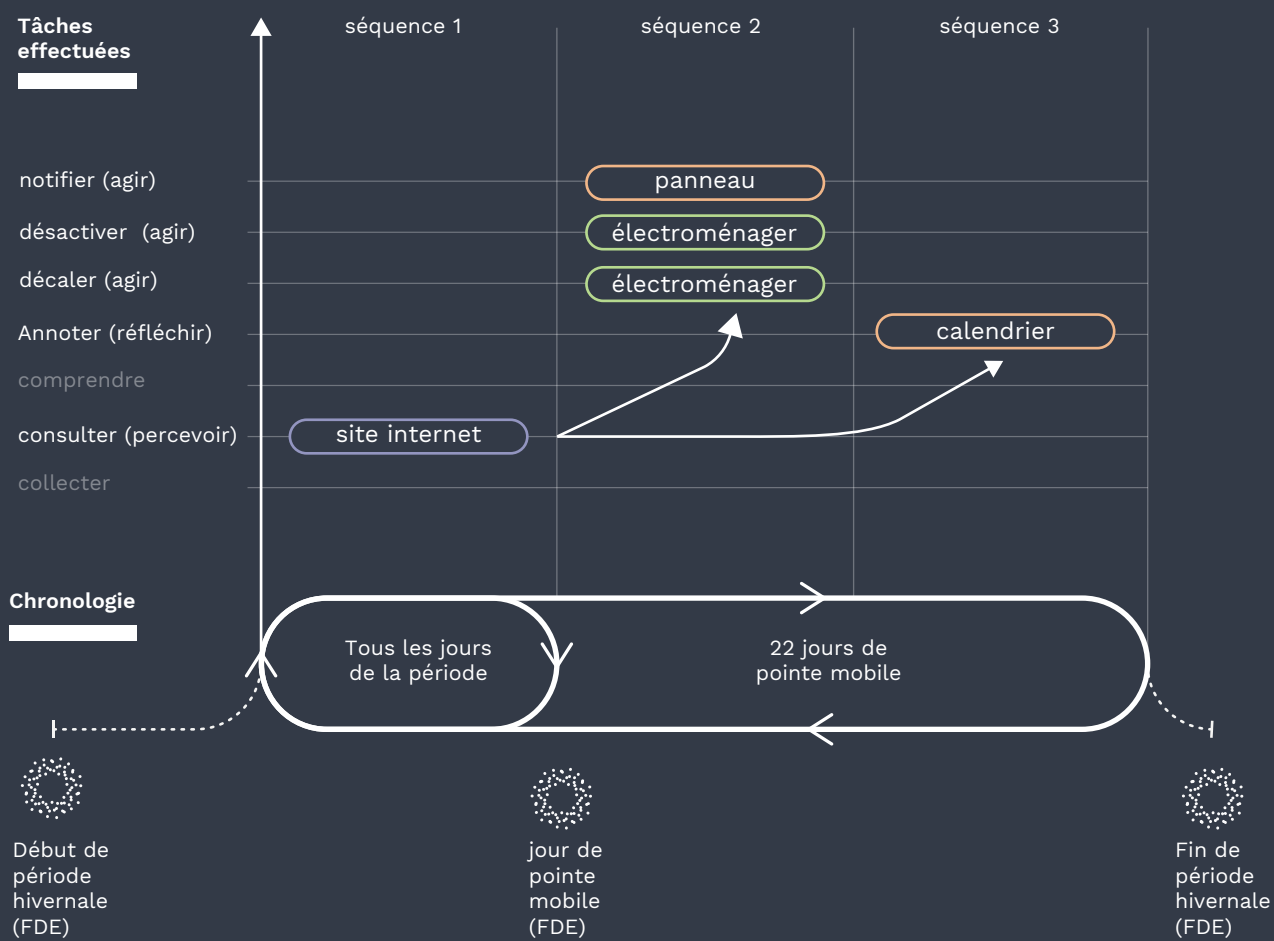 Tâches
effectuées
séquence 1
séquence 2
séquence 3
notifier (agir)
panneau
désactiver (agir)
électroménager
décaler (agir)
électroménager
Annoter (réfléchir)
calendrier
comprendre
consulter (percevoir)
site internet
collecter
Chronologie
Tous les jours
de la période
22 jours de
pointe mobile
Début de
période
hivernale
(FDE)
jour de
pointe
mobile
(FDE)
Fin de
période
hivernale
(FDE)